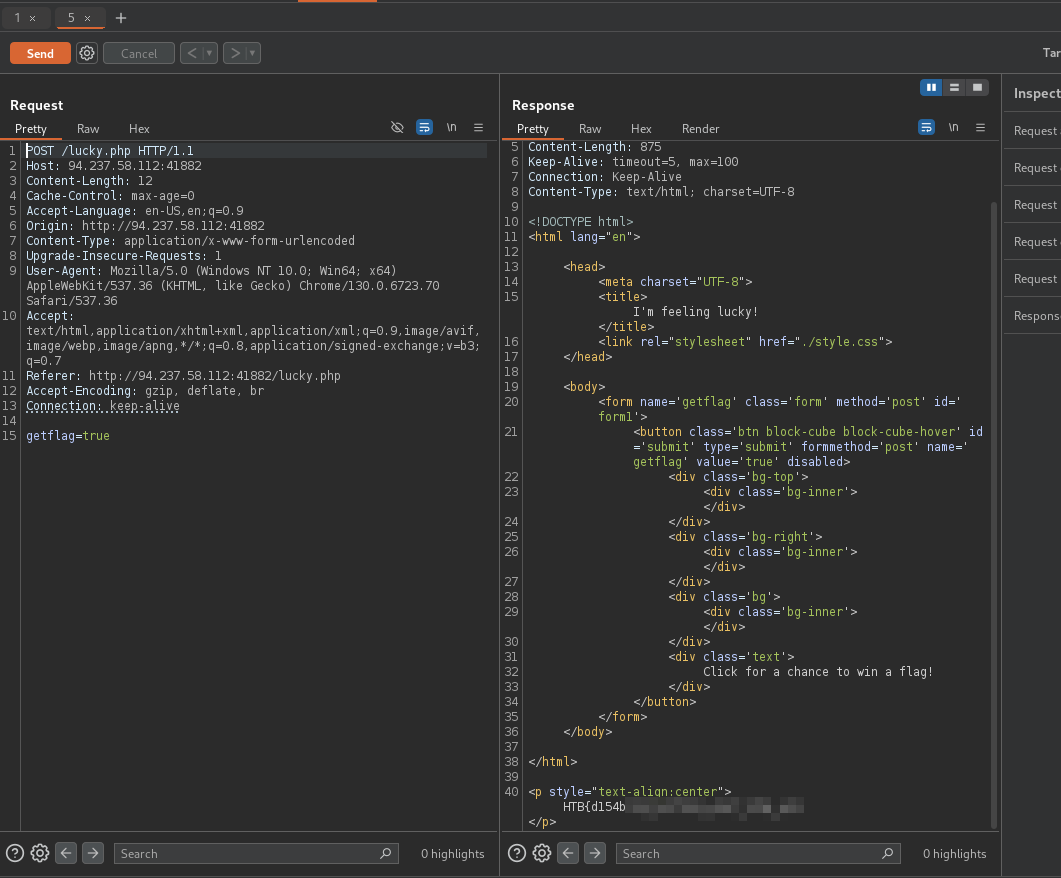 1 × 5 × +
Send Cancel < ▾ > ▾
Request
Pretty Raw Hex \n
1 POST /lucky.php HTTP/1.1
2 Host: 94.237.58.112:41882
3 Content-Length: 12
4 Cache-Control: max-age=0
5 Accept-Language: en-US,en;q=0.9
6 Origin: http://94.237.58.112:41882
7 Content-Type: application/x-www-form-urlencoded
8 Upgrade-Insecure-Requests: 1
9 User-Agent: Mozilla/5.0 (Windows NT 10.0; Win64; x64)
AppleWebKit/537.36 (KHTML, like Gecko) Chrome/130.0.6723.70
Safari/537.36
10 Accept:
text/html,application/xhtml+xml,application/xml;q=0.9,image/avif,
image/webp,image/apng,*/*;q=0.8,application/signed-exchange;v=b3;
q=0.7
11 Referer: http://94.237.58.112:41882/lucky.php
12 Accept-Encoding: gzip, deflate, br
13 Connection: keep-alive
14
15 getflag=true
Search 0 highlights
Response
Pretty Raw Hex Render \n
5 Content-Length: 875
6 Keep-Alive: timeout=5, max=100
7 Connection: Keep-Alive
8 Content-Type: text/html; charset=UTF-8
9
10 <!DOCTYPE html>
11 <html lang="en">
12
13 <head>
14 <meta charset="UTF-8">
15 <title>
I'm feeling lucky!
</title>
16 <link rel="stylesheet" href="./style.css">
17 </head>
18
19 <body>
20 <form name='getflag' class='form' method='post' id='
form1'>
21 <button class='btn block-cube block-cube-hover' id
='submit' type='submit' formmethod='post' name='
getflag' value='true' disabled>
22 <div class='bg-top'>
23 <div class='bg-inner'>
</div>
24 </div>
25 <div class='bg-right'>
26 <div class='bg-inner'>
</div>
27 </div>
28 <div class='bg'>
29 <div class='bg-inner'>
</div>
30 </div>
31 <div class='text'>
32 Click for a chance to win a flag!
33 </div>
34 </button>
35 </form>
36 </body>
37
38 </html>
39
40 <p style="text-align:center">
HTB{d154b
</p>
Search 0 highlights
Tar
Inspect
Request
Request
Request
Request
Request
Respons